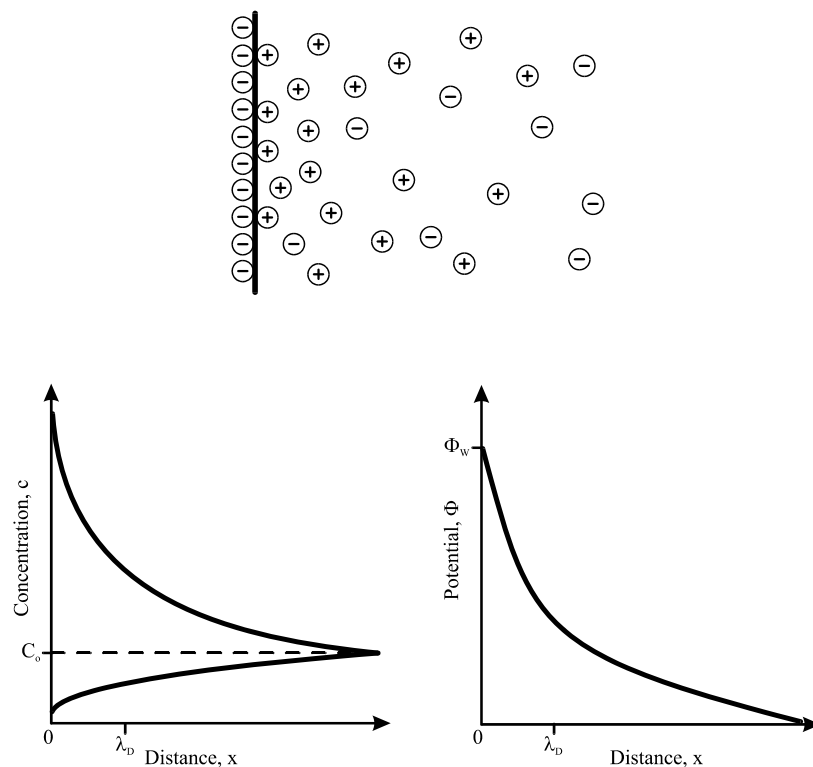 Concentration, c
C₀
0
λ_D
Distance, x
Potential, Φ
Φ_W
0
λ_D
Distance, x